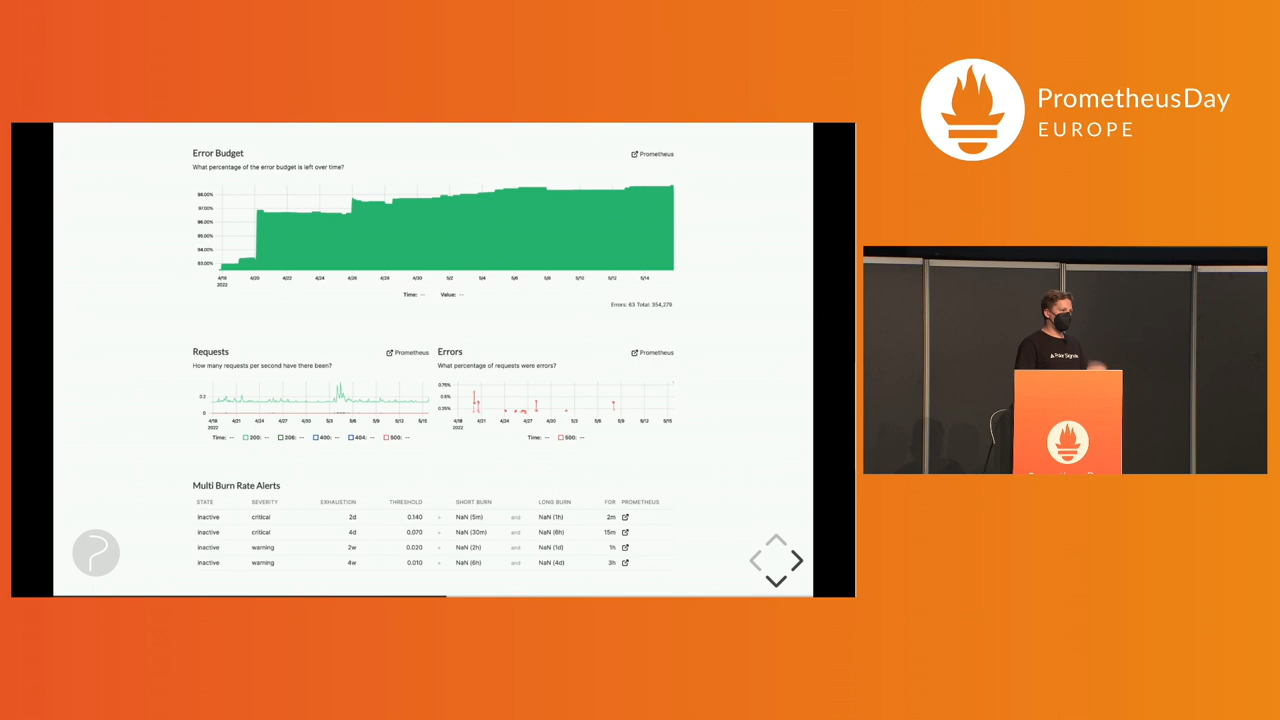 PrometheusDay
EUROPE
Error Budget
Prometheus
What percentage of the error budget is left over time?
98.00%
97.00%
96.00%
95.00%
94.00%
93.00%
4/18 4/20 4/22 4/24 4/26 4/28 4/30 5/2 5/4 5/6 5/8 5/10 5/12 5/14
2022
Time: -- Value: --
Errors: 63 Total: 354,279
Requests
Prometheus
How many requests per second have there been?
0.2
0
4/18 4/21 4/24 4/27 4/30 5/3 5/6 5/9 5/12 5/15
2022
Time: -- 200: -- 206: -- 400: -- 404: -- 500: --
Errors
Prometheus
What percentage of requests were errors?
0.75%
0.5%
0.25%
4/18 4/21 4/24 4/27 4/30 5/3 5/6 5/9 5/12 5/15
2022
Time: -- 500: --
Multi Burn Rate Alerts
STATE SEVERITY EXHAUSTION THRESHOLD SHORT BURN LONG BURN FOR PROMETHEUS
inactive critical 2d 0.140 > NaN (5m) and NaN (1h) 2m
inactive critical 4d 0.070 > NaN (30m) and NaN (6h) 15m
inactive warning 2w 0.020 > NaN (2h) and NaN (1d) 1h
inactive warning 4w 0.010 > NaN (6h) and NaN (4d) 3h
Polar Signals